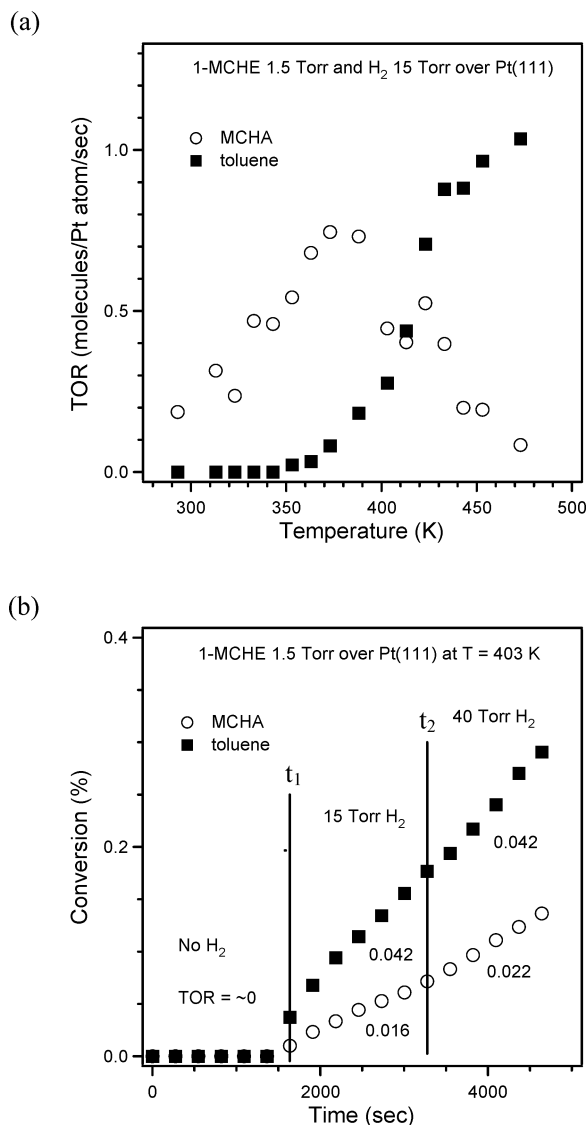 (a)
1-MCHE 1.5 Torr and H₂ 15 Torr over Pt(111)
MCHA
toluene
TOR (molecules/Pt atom/sec)
1.0
0.5
0.0
300 350 400 450 500
Temperature (K)
(b)
1-MCHE 1.5 Torr over Pt(111) at T = 403 K
MCHA
toluene
t₁
t₂
40 Torr H₂
15 Torr H₂
No H₂
TOR = ~0
0.042
0.042
0.022
0.016
Conversion (%)
0.4
0.2
0.0
0 2000 4000
Time (sec)